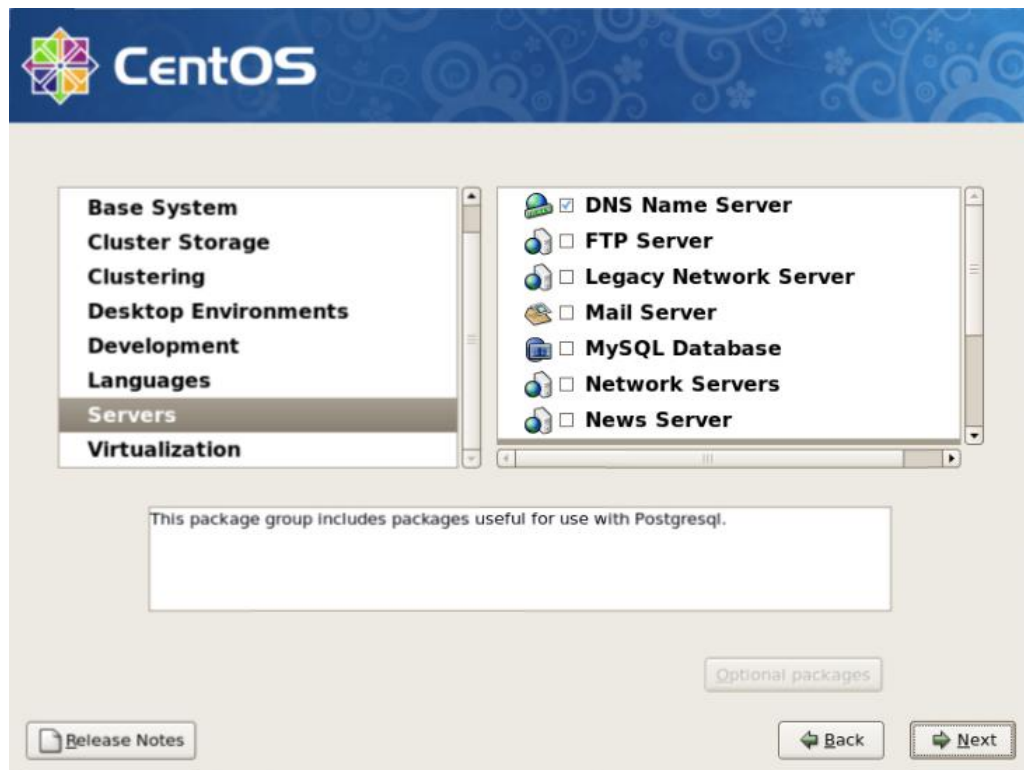 CentOS
Base System
Cluster Storage
Clustering
Desktop Environments
Development
Languages
Servers
Virtualization
DNS Name Server
FTP Server
Legacy Network Server
Mail Server
MySQL Database
Network Servers
News Server
This package group includes packages useful for use with Postgresql.
Optional packages
Release Notes
Back
Next